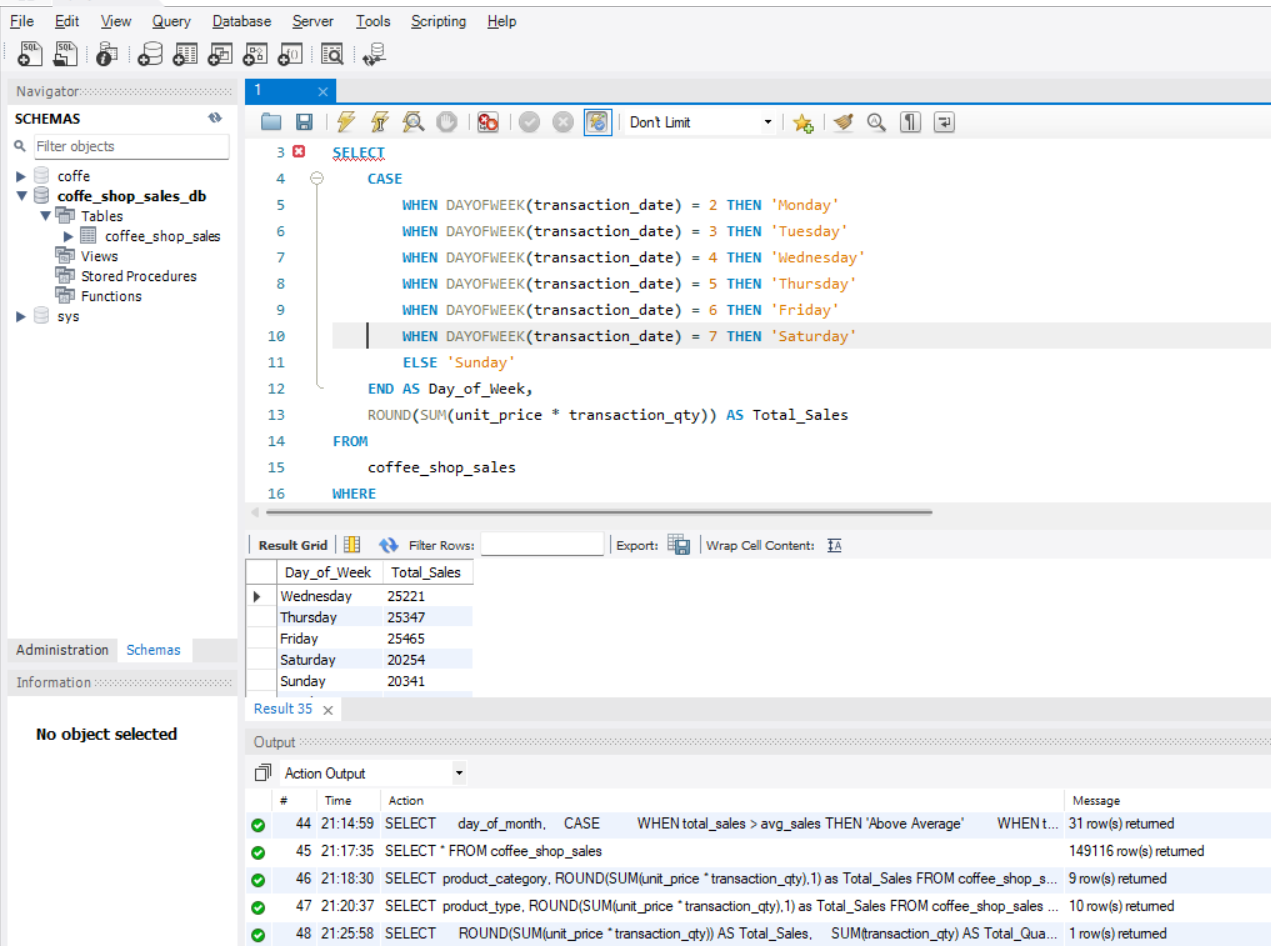 File Edit View Query Database Server Tools Scripting Help
SQL SQL
Navigator
SCHEMAS
Filter objects
coffe
coffe_shop_sales_db
Tables
coffee_shop_sales
Views
Stored Procedures
Functions
sys
Administration Schemas
Information
No object selected
1
Don't Limit
3 SELECT
4 CASE
5 WHEN DAYOFWEEK(transaction_date) = 2 THEN 'Monday'
6 WHEN DAYOFWEEK(transaction_date) = 3 THEN 'Tuesday'
7 WHEN DAYOFWEEK(transaction_date) = 4 THEN 'Wednesday'
8 WHEN DAYOFWEEK(transaction_date) = 5 THEN 'Thursday'
9 WHEN DAYOFWEEK(transaction_date) = 6 THEN 'Friday'
10 WHEN DAYOFWEEK(transaction_date) = 7 THEN 'Saturday'
11 ELSE 'Sunday'
12 END AS Day_of_Week,
13 ROUND(SUM(unit_price * transaction_qty)) AS Total_Sales
14 FROM
15 coffee_shop_sales
16 WHERE
Result Grid Filter Rows: Export: Wrap Cell Content: IA
Day_of_Week Total_Sales
Wednesday 25221
Thursday 25347
Friday 25465
Saturday 20254
Sunday 20341
Result 35
Output
Action Output
# Time Action Message
44 21:14:59 SELECT day_of_month, CASE WHEN total_sales > avg_sales THEN 'Above Average' WHEN t... 31 row(s) returned
45 21:17:35 SELECT * FROM coffee_shop_sales 149116 row(s) returned
46 21:18:30 SELECT product_category, ROUND(SUM(unit_price * transaction_qty),1) as Total_Sales FROM coffee_shop_s... 9 row(s) returned
47 21:20:37 SELECT product_type, ROUND(SUM(unit_price * transaction_qty),1) as Total_Sales FROM coffee_shop_sales ... 10 row(s) returned
48 21:25:58 SELECT ROUND(SUM(unit_price * transaction_qty)) AS Total_Sales, SUM(transaction_qty) AS Total_Qua... 1 row(s) returned